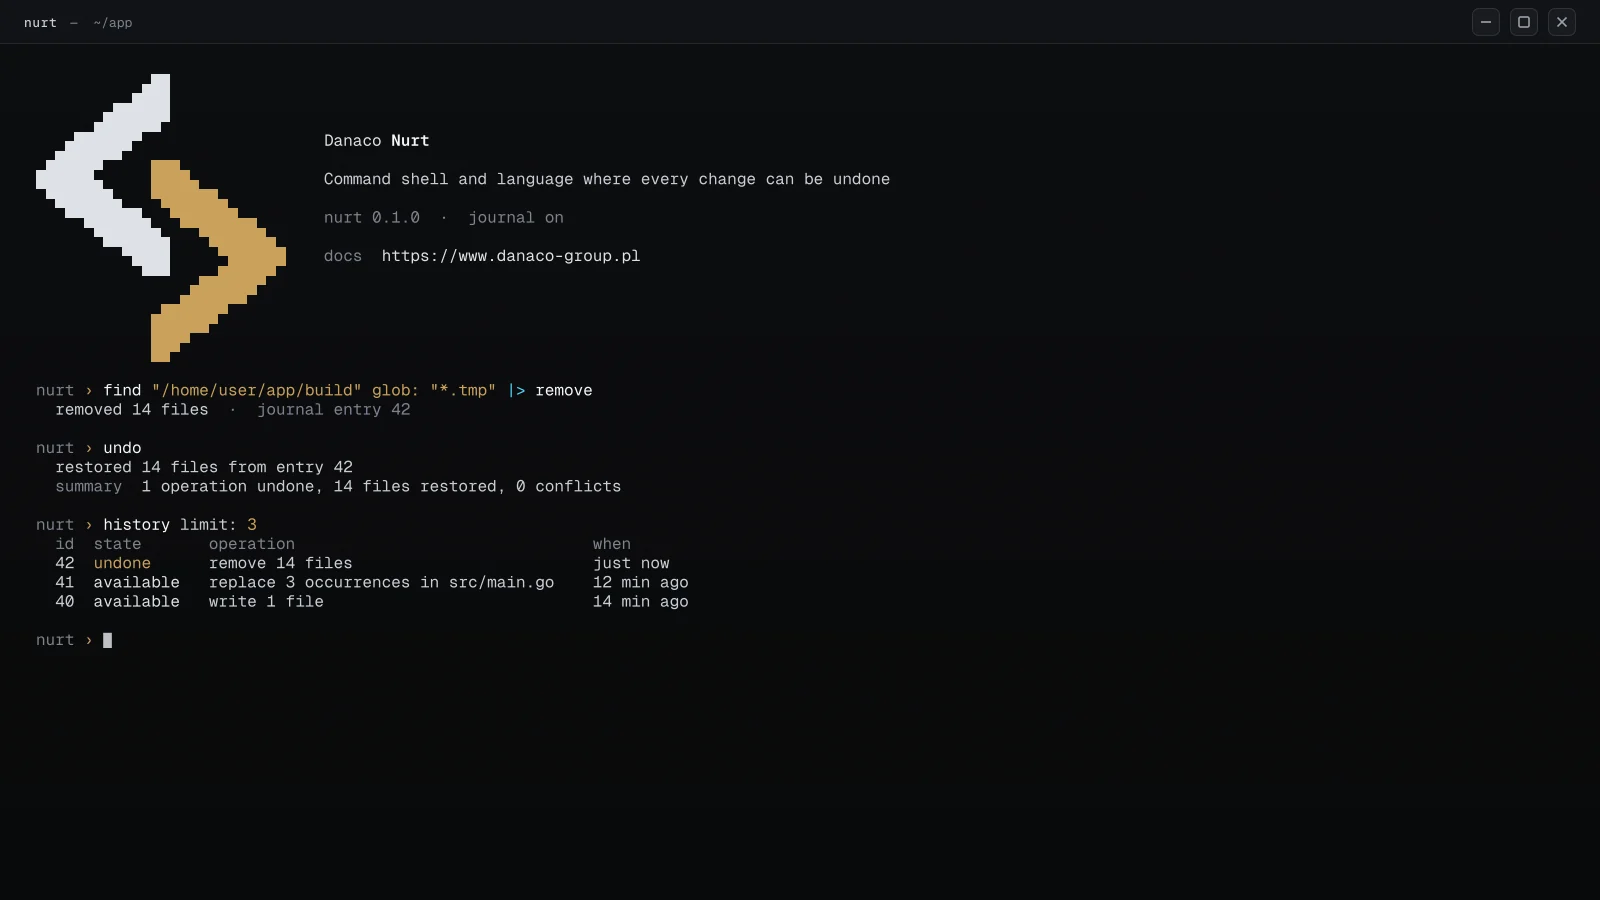 nurt – ~/app
Danaco Nurt
Command shell and language where every change can be undone
nurt 0.1.0 · journal on
docs https://www.danaco-group.pl
nurt › find "/home/user/app/build" glob: "*.tmp" |> remove
removed 14 files · journal entry 42
nurt › undo
restored 14 files from entry 42
summary 1 operation undone, 14 files restored, 0 conflicts
nurt › history limit: 3
id state operation when
42 undone remove 14 files just now
41 available replace 3 occurrences in src/main.go 12 min ago
40 available write 1 file 14 min ago
nurt ›